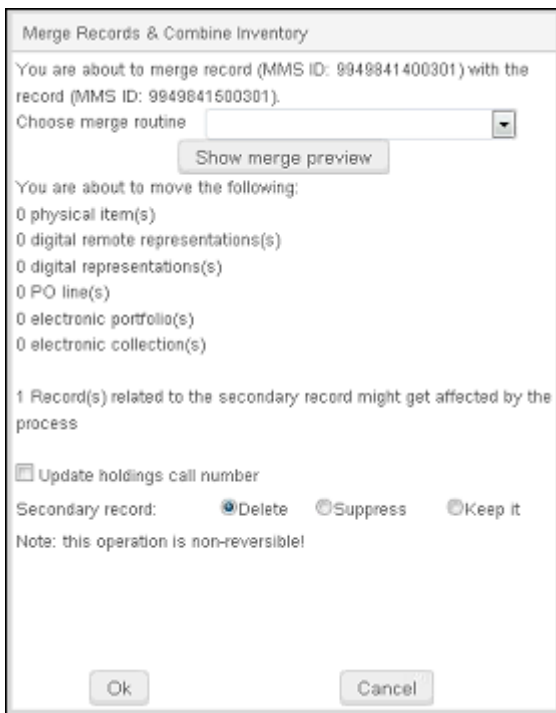 Merge Records & Combine Inventory
You are about to merge record (MMS ID: 9949841400301) with the
record (MMS ID: 9949841500301).
Choose merge routine
Show merge preview
You are about to move the following:
0 physical item(s)
0 digital remote representations(s)
0 digital representations(s)
0 PO line(s)
0 electronic portfolio(s)
0 electronic collection(s)
1 Record(s) related to the secondary record might get affected by the
process
Update holdings call number
Secondary record: Delete Suppress Keep it
Note: this operation is non-reversible!
Ok Cancel